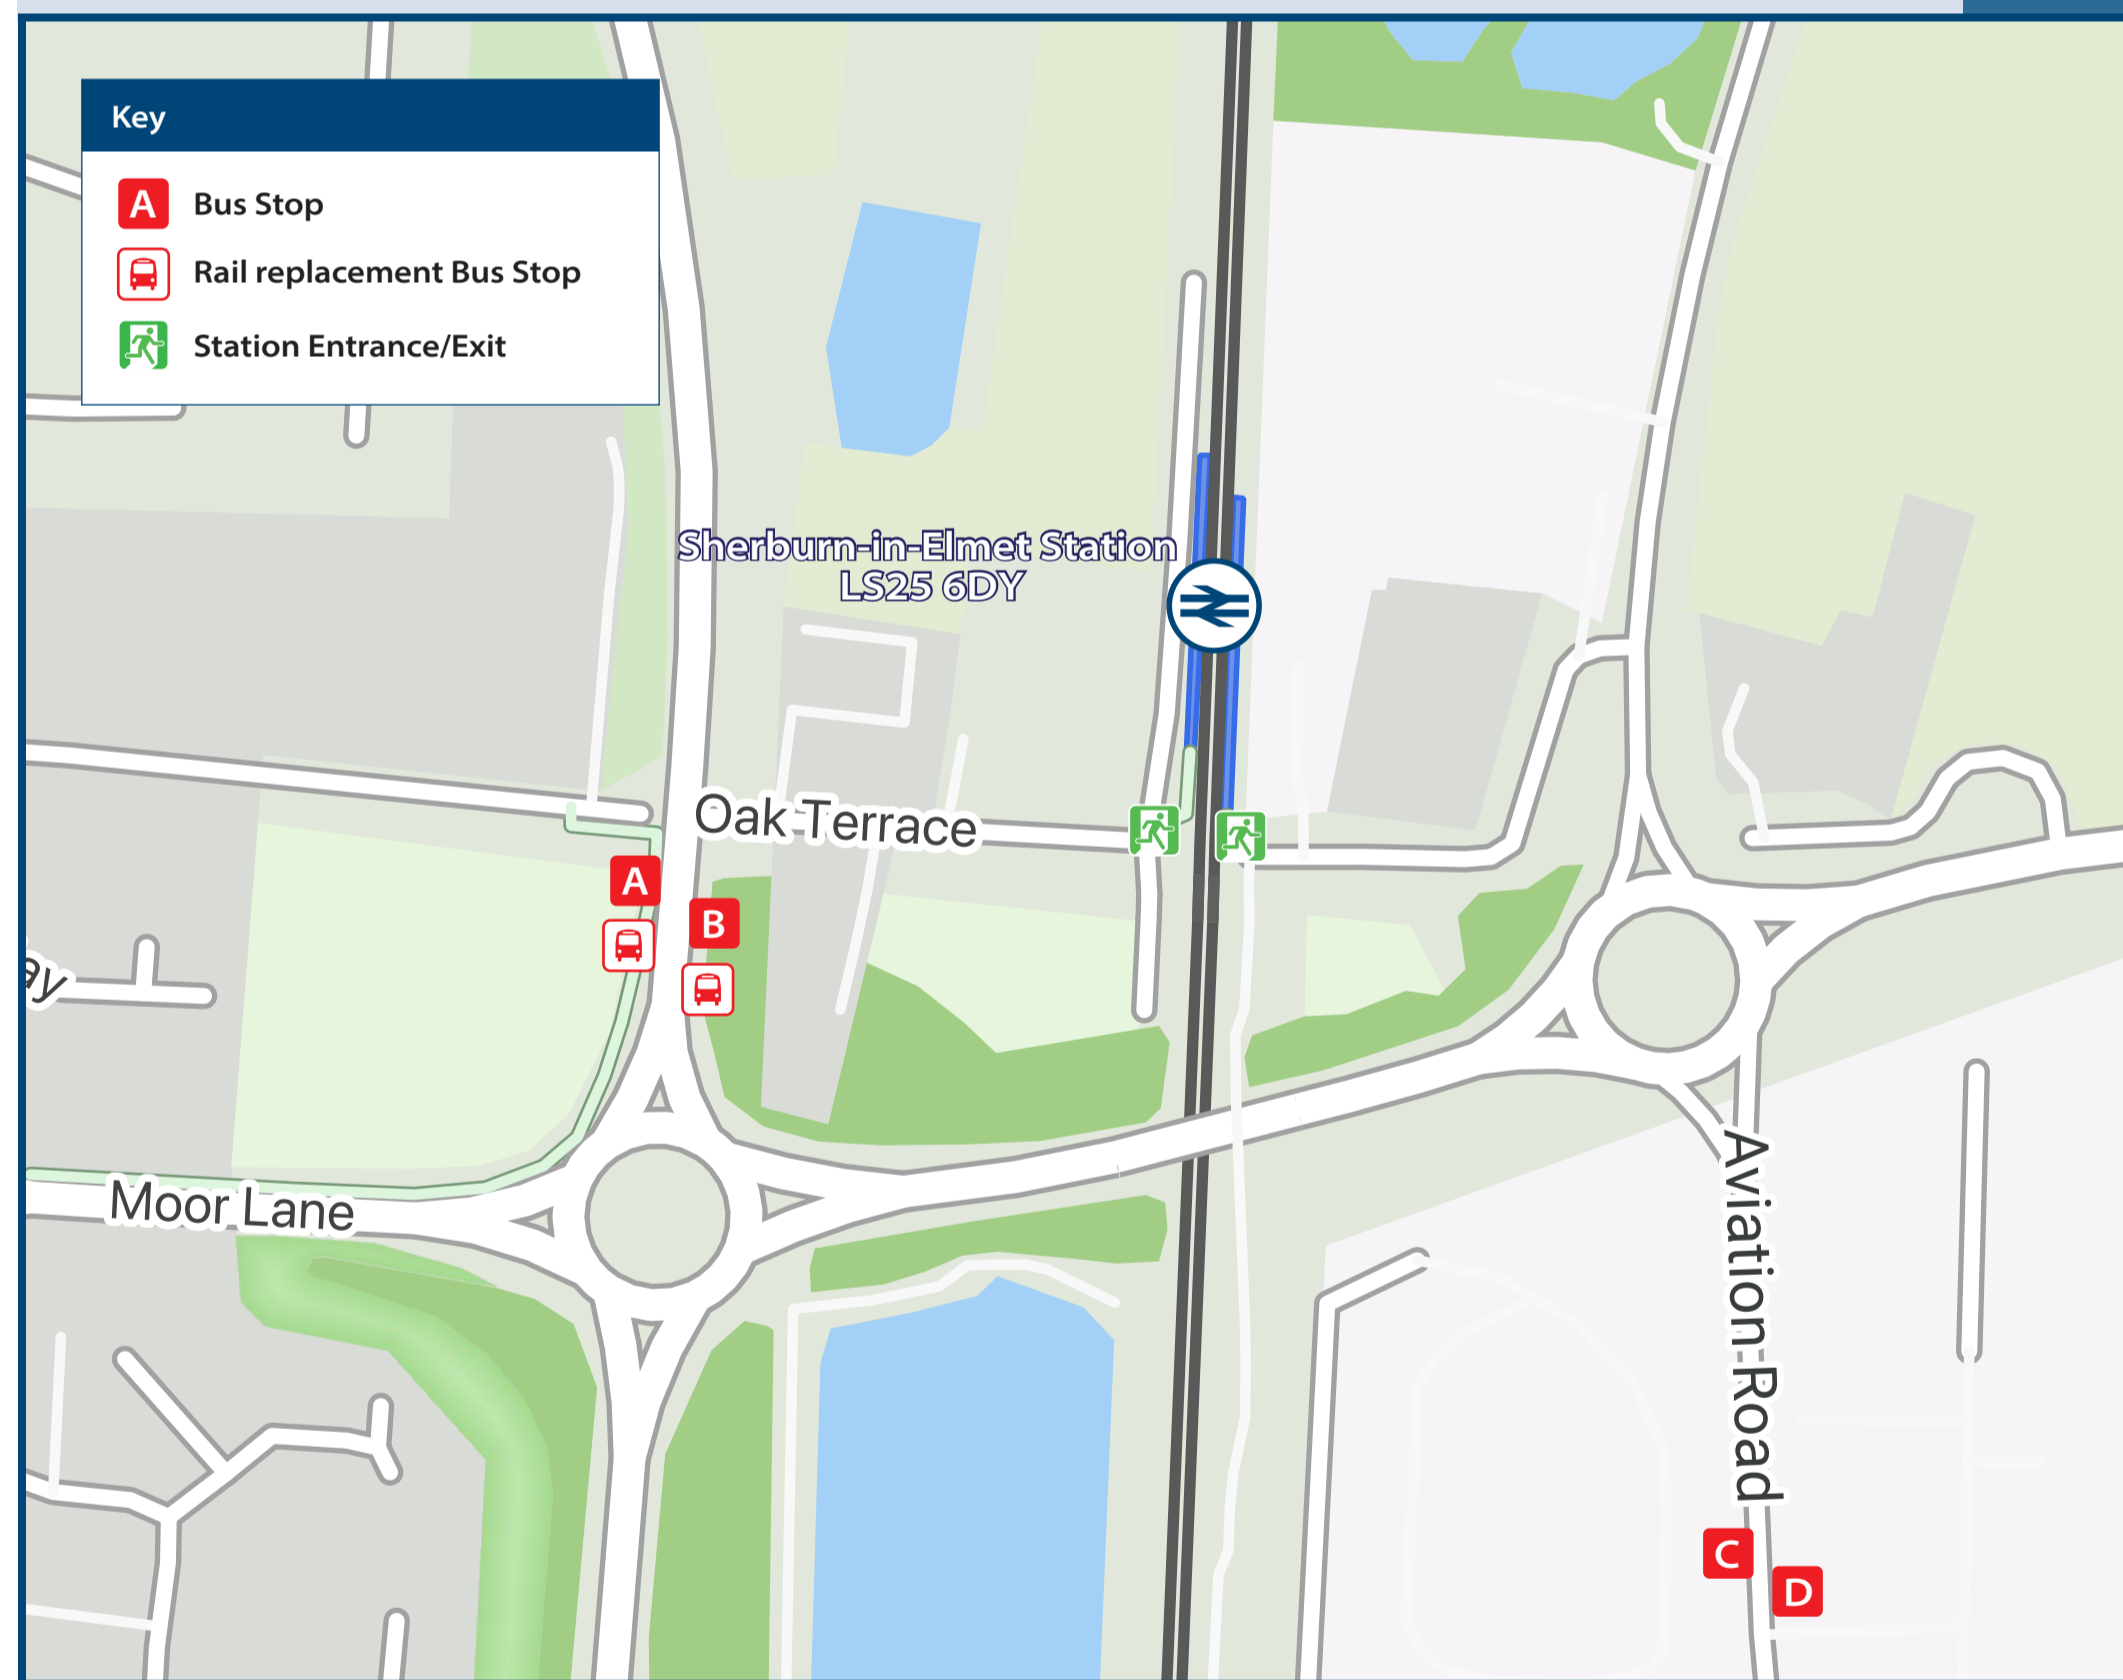 Key
A Bus Stop
Rail replacement Bus Stop
Station Entrance/Exit
Sherburn-in-Elmet Station
LS25 6DY
Oak Terrace
A
B
ay
Moor Lane
Aviation Road
C
D